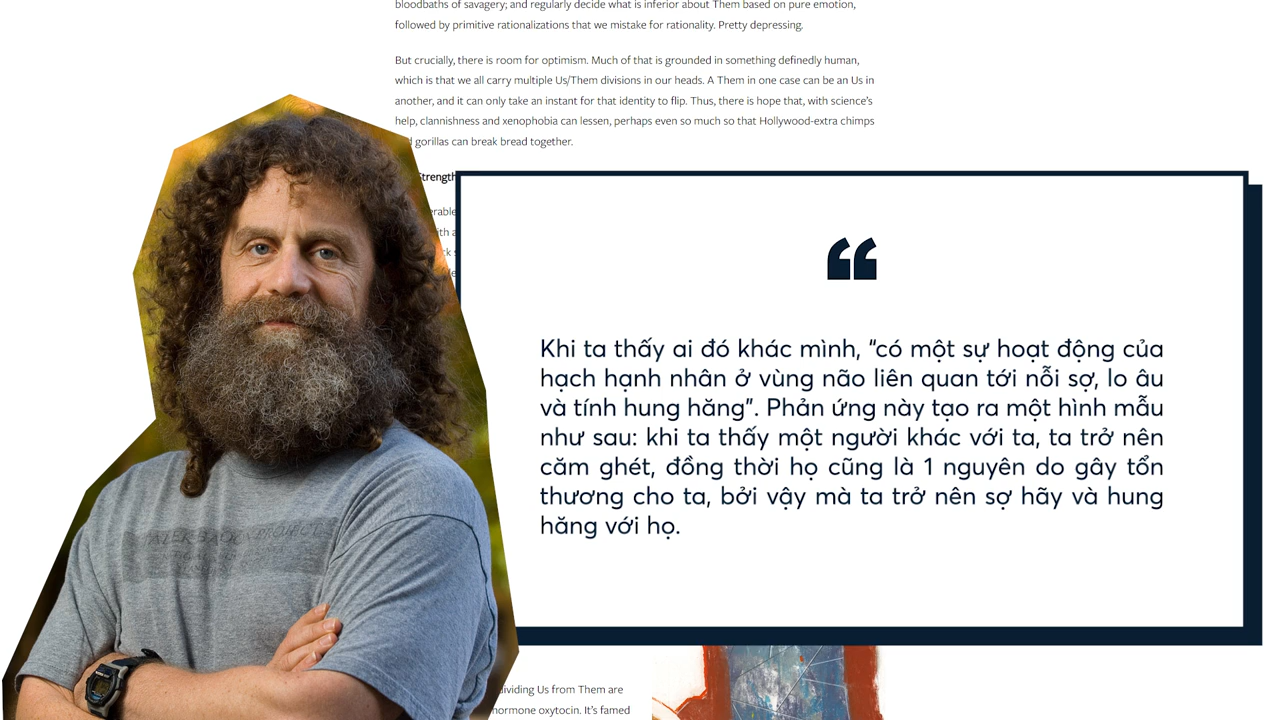 bloodbaths of savagery; and regularly decide what is inferior about Them based on pure emotion,
followed by primitive rationalizations that we mistake for rationality. Pretty depressing.
But crucially, there is room for optimism. Much of that is grounded in something definedly human,
which is that we all carry multiple Us/Them divisions in our heads. A Them in one case can be an Us in
another, and it can only take an instant for that identity to flip. Thus, there is hope that, with science's
help, clannishness and xenophobia can lessen, perhaps even so much so that Hollywood-extra chimps
gorillas can break bread together.
Strength
“
Khi ta thấy ai đó khác mình, “có một sự hoạt động của
hạch hạnh nhân ở vùng não liên quan tới nỗi sợ, lo âu
và tính hung hăng”. Phản ứng này tạo ra một hình mẫu
như sau: khi ta thấy một người khác với ta, ta trở nên
căm ghét, đồng thời họ cũng là 1 nguyên do gây tổn
thương cho ta, bởi vậy mà ta trở nên sợ hãy và hung
hăng với họ.
dividing Us from Them are
hormone oxytocin. It's famed